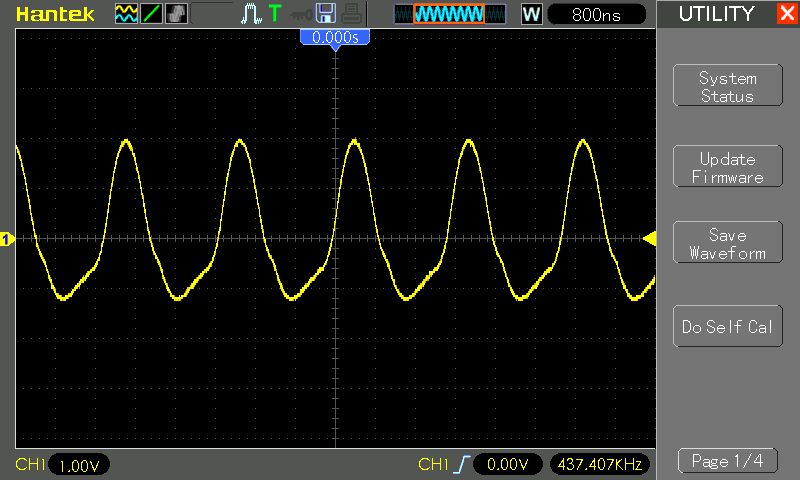 Hantek
T
W
800ns
UTILITY
0.000s
System
Status
Update
Firmware
1
Save
Waveform
Do Self Cal
CH1
1.00V
CH1
0.00V
437.407KHz
Page 1/4